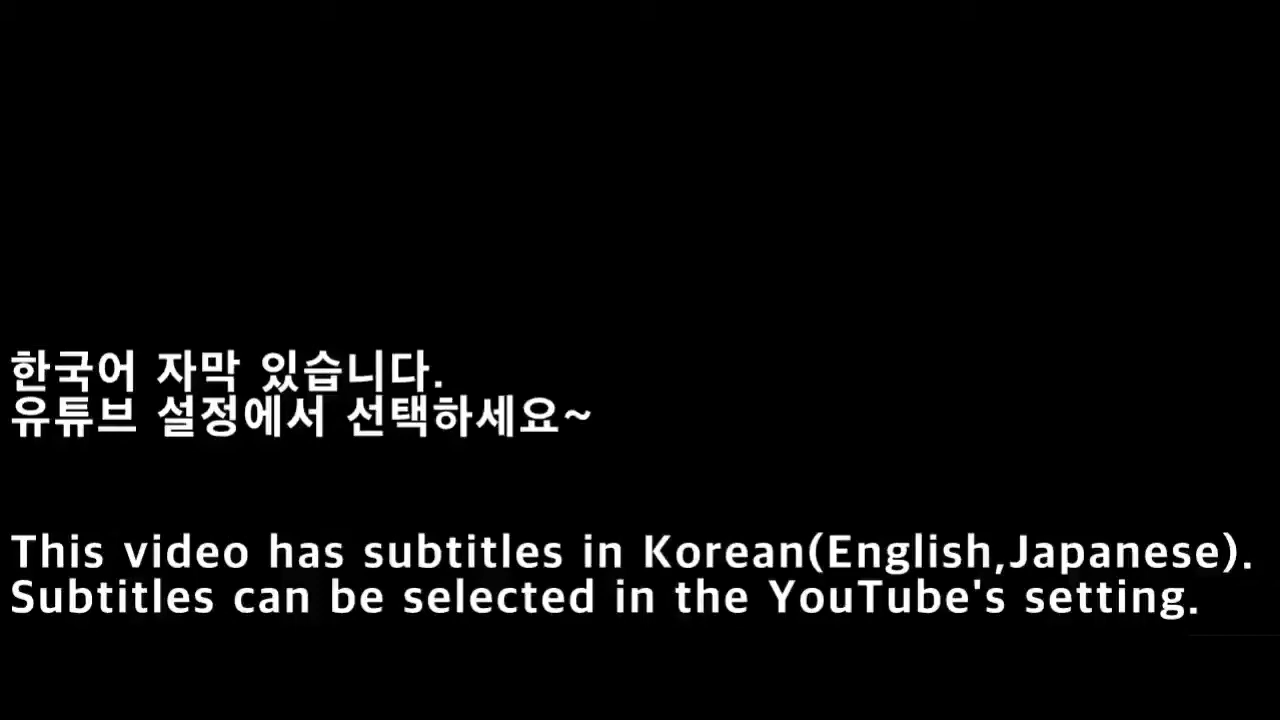 한국어 자막 있습니다.
유튜브 설정에서 선택하세요~
This video has subtitles in Korean(English,Japanese).
Subtitles can be selected in the YouTube's setting.